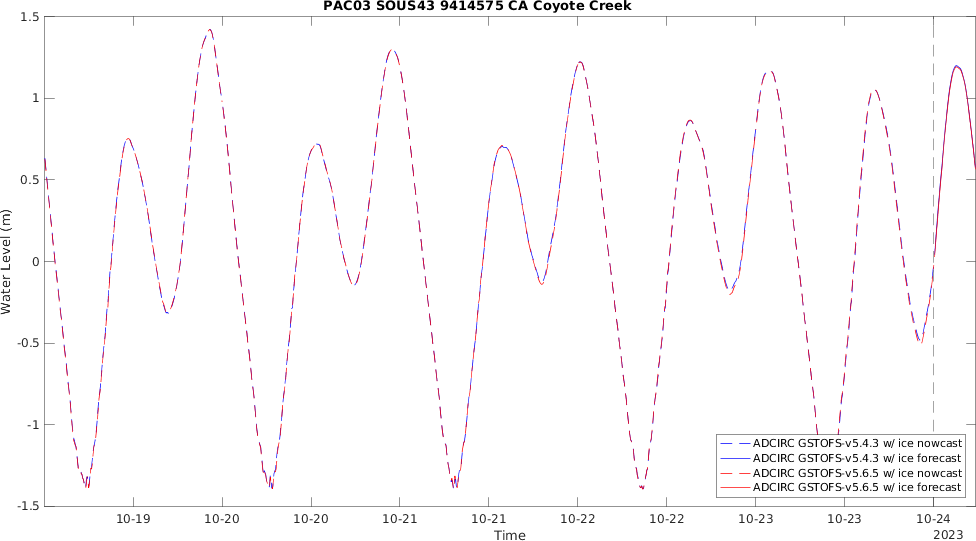 PAC03 SOUS43 9414575 CA Coyote Creek
1.5
1
0.5
0
-0.5
-1
-1.5
Water Level (m)
10-19
10-20
10-20
10-21
10-21
10-22
10-22
10-23
10-23
10-24
2023
Time
ADCIRC GSTOFS-v5.4.3 w/ ice nowcast
ADCIRC GSTOFS-v5.4.3 w/ ice forecast
ADCIRC GSTOFS-v5.6.5 w/ ice nowcast
ADCIRC GSTOFS-v5.6.5 w/ ice forecast